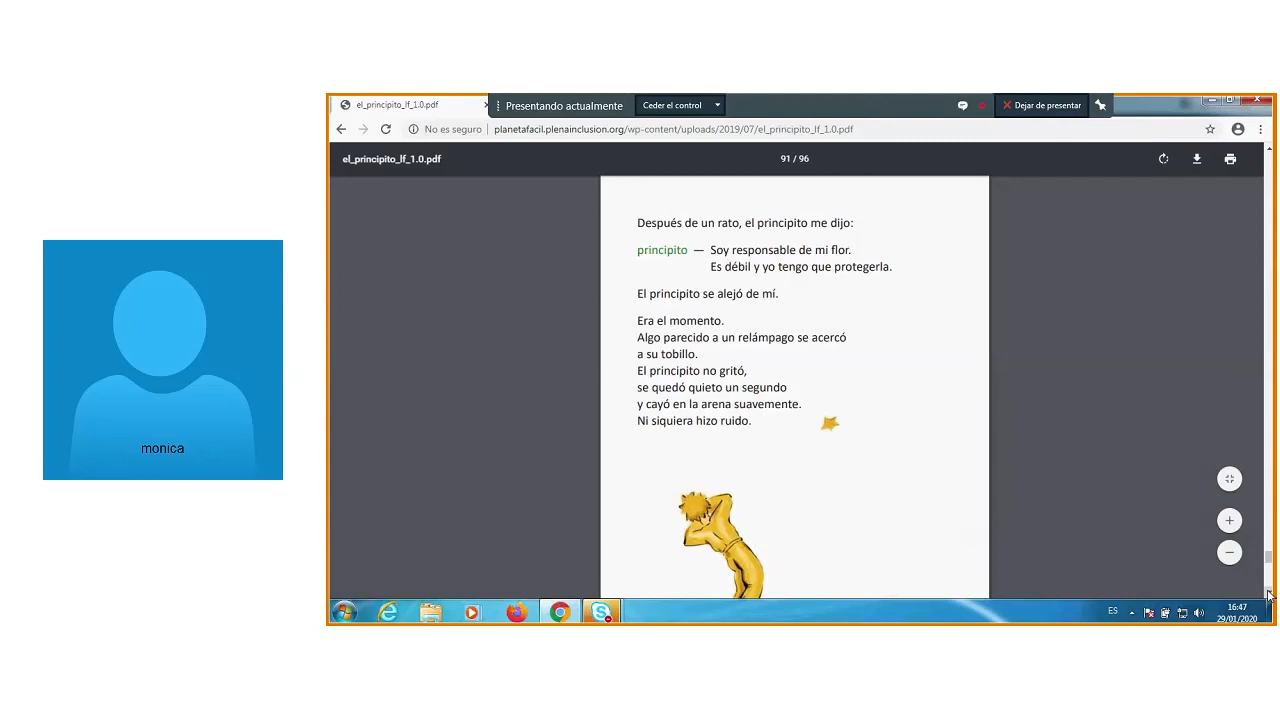 el_principito_lf_1.0.pdf
Presentando actualmente
Ceder el control
Dejar de presentar
No es seguro
planetafacil.plenainclusion.org/wp-content/uploads/2019/07/el_principito_lf_1.0.pdf
el_principito_lf_1.0.pdf
91 / 96
Después de un rato, el principito me dijo:
principito — Soy responsable de mi flor.
Es débil y yo tengo que protegerla.
El principito se alejó de mí.
Era el momento.
Algo parecido a un relámpago se acercó
a su tobillo.
El principito no gritó,
se quedó quieto un segundo
y cayó en la arena suavemente.
Ni siquiera hizo ruido.
monica
ES
16:47
29/01/2020